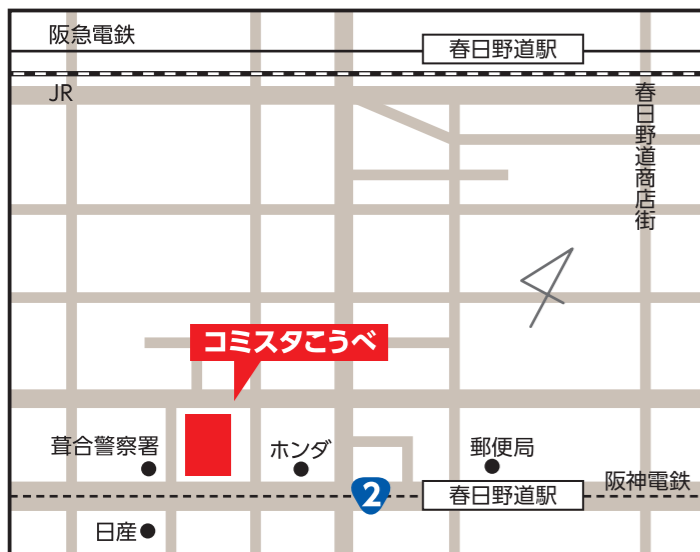 阪急電鉄
春日野道駅
JR
春日野道商店街
コミスタこうべ
葺合警察署
ホンダ
郵便局
阪神電鉄
2
春日野道駅
日産